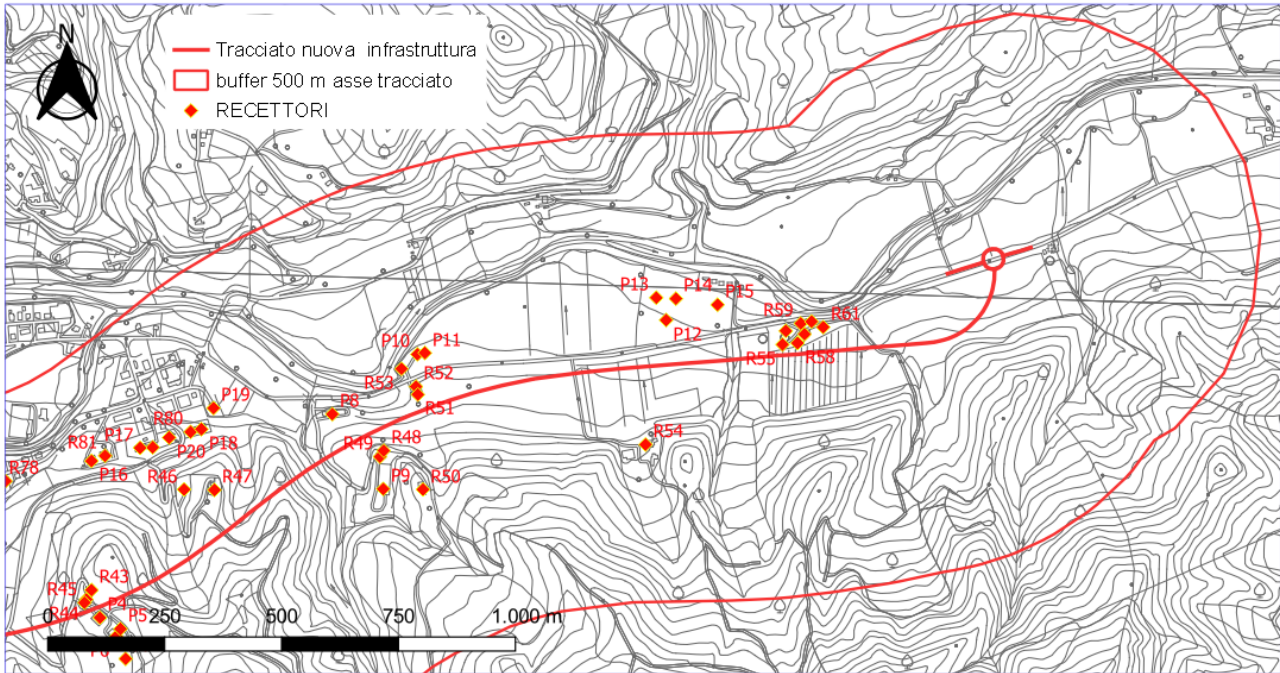 N
Tracciato nuova infrastruttura
buffer 500 m asse tracciato
RECETTORI
P13
P14
P15
P12
R59
R61
R55
R58
P10
P11
R53
R52
R51
P8
P19
R80
P17
R81
P18
P20
P16
R78
R46
R47
R49
R48
P9
R50
R54
R43
R45
R44
P4
P5
0
250
500
750
1.000 m